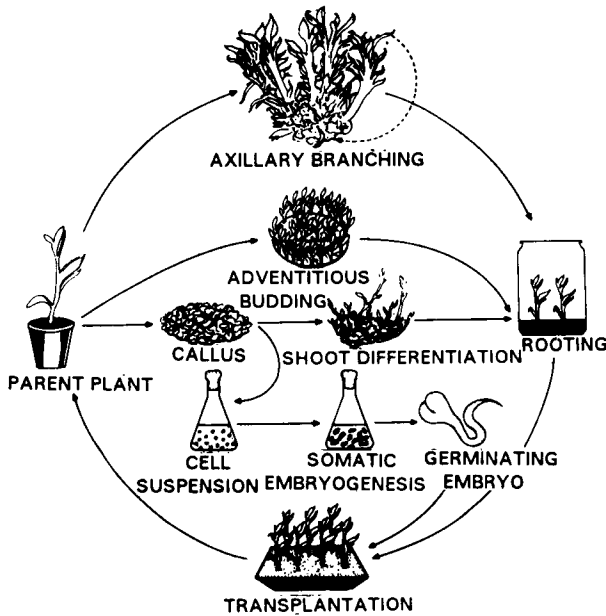 AXILLARY BRANCHING
ADVENTITIOUS
BUDDING
PARENT PLANT
CALLUS
SHOOT DIFFERENTIATION
ROOTING
CELL
SUSPENSION
SOMATIC
EMBRYOGENESIS
GERMINATING
EMBRYO
TRANSPLANTATION